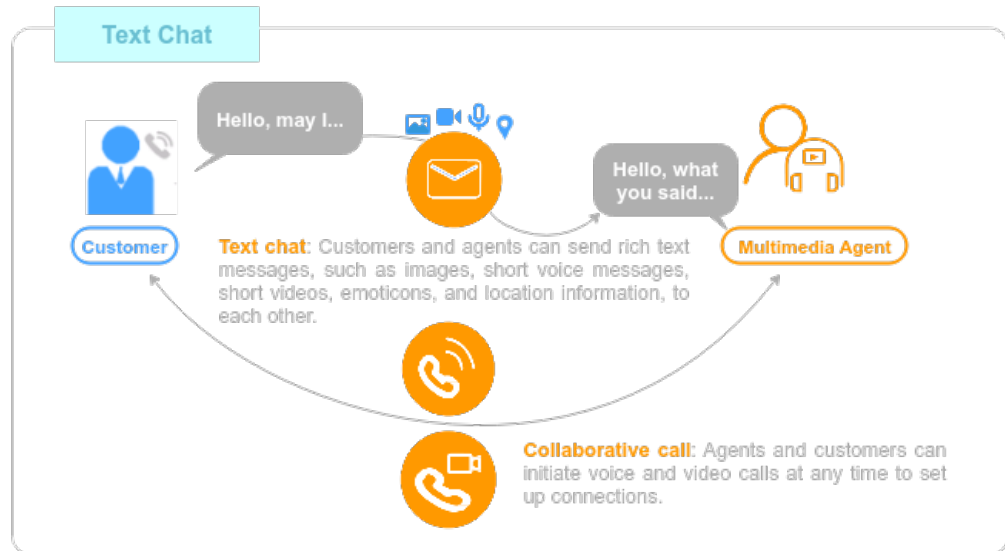 Text Chat
Hello, may I...
Hello, what
you said...
Customer
Multimedia Agent
Text chat: Customers and agents can send rich text
messages, such as images, short voice messages,
short videos, emoticons, and location information, to
each other.
Collaborative call: Agents and customers can
initiate voice and video calls at any time to set
up connections.